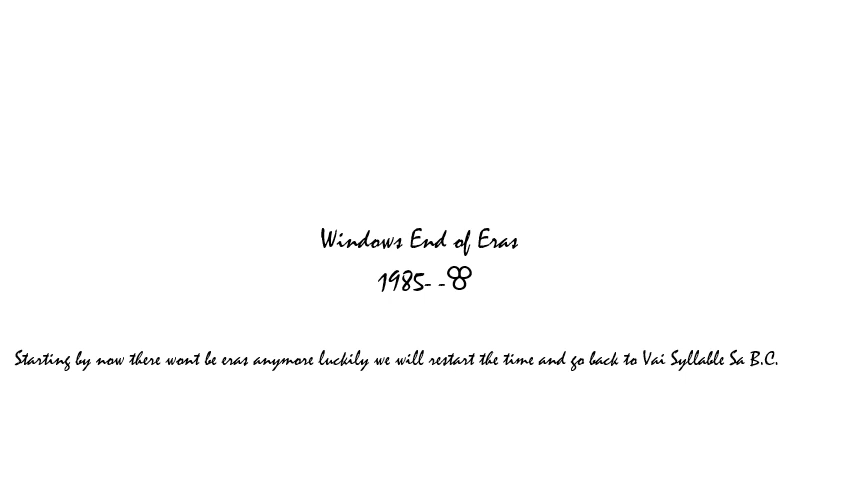 Windows End of Eras
1985- -ꕢ
Starting by now there wont be eras anymore luckily we will restart the time and go back to Vai Syllable Sa B.C.